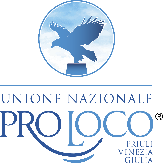 UNIONE NAZIONALE
PRO LOCO®
FRIULI
VENEZIA
GIULIA